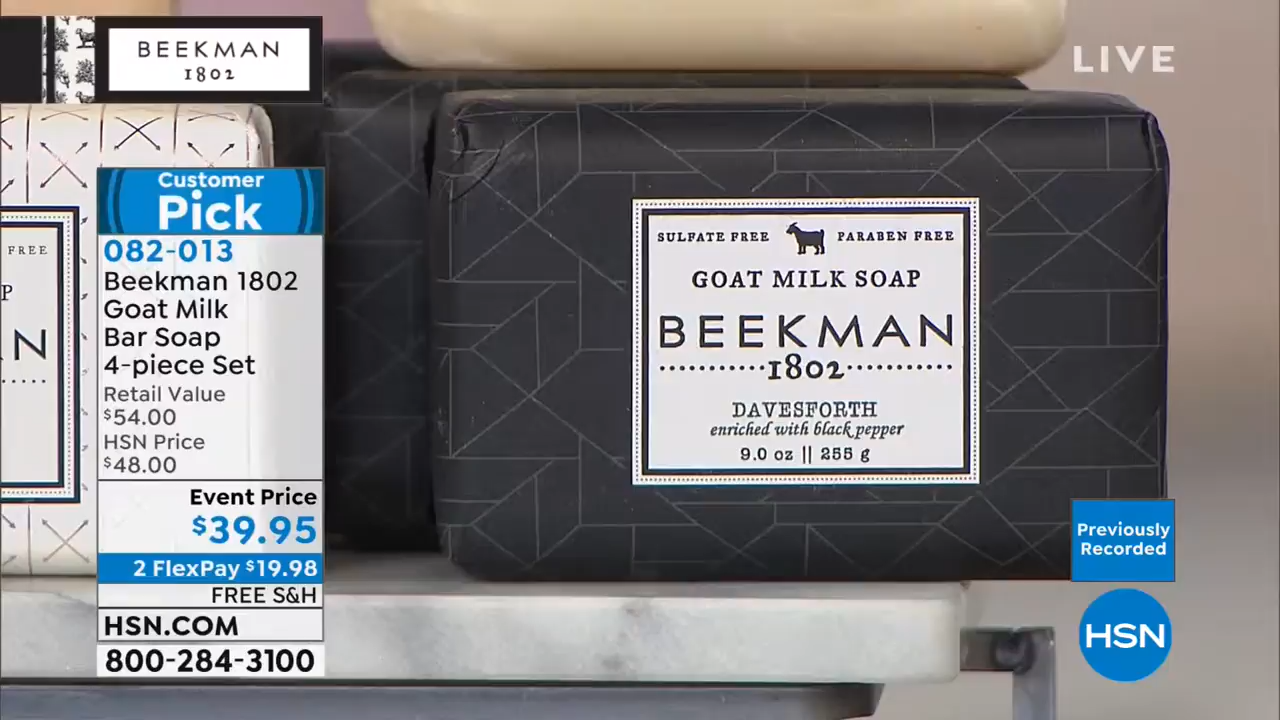 BEEKMAN
1802
LIVE
Customer
Pick
082-013
Beekman 1802
Goat Milk
Bar Soap
4-piece Set
Retail Value
$54.00
HSN Price
$48.00
Event Price
$39.95
2 FlexPay $19.98
FREE S&H
HSN.COM
800-284-3100
FREE
P
N
SULFATE FREE PARABEN FREE
GOAT MILK SOAP
BEEKMAN
1802
DAVESFORTH
enriched with black pepper
9.0 oz || 255 g
Previously
Recorded
HSN